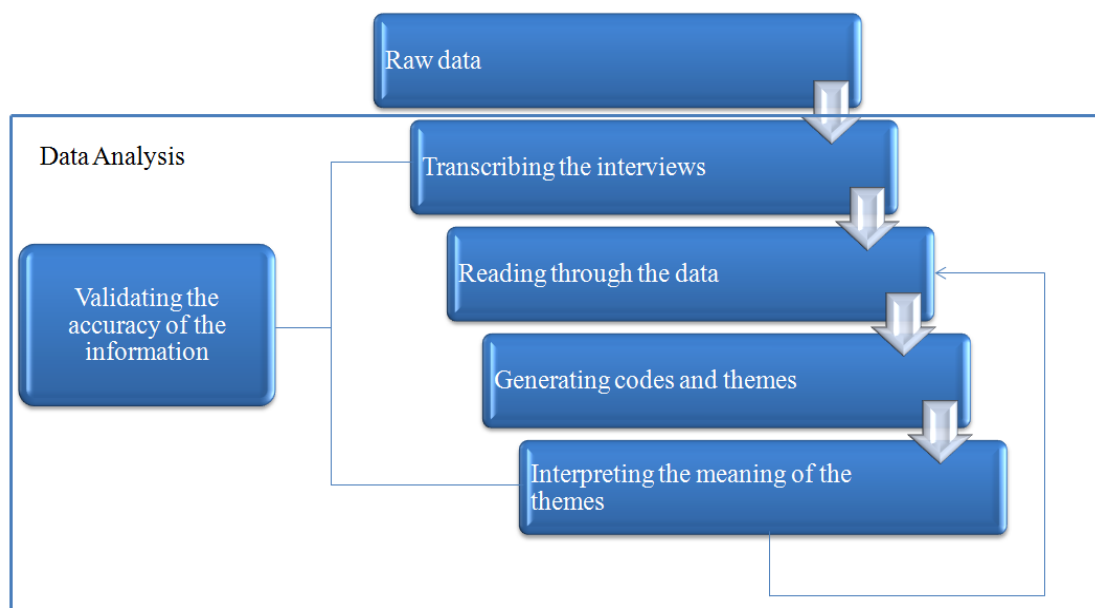 Raw data
Data Analysis
Transcribing the interviews
Reading through the data
Validating the
accuracy of the
information
Generating codes and themes
Interpreting the meaning of the
themes